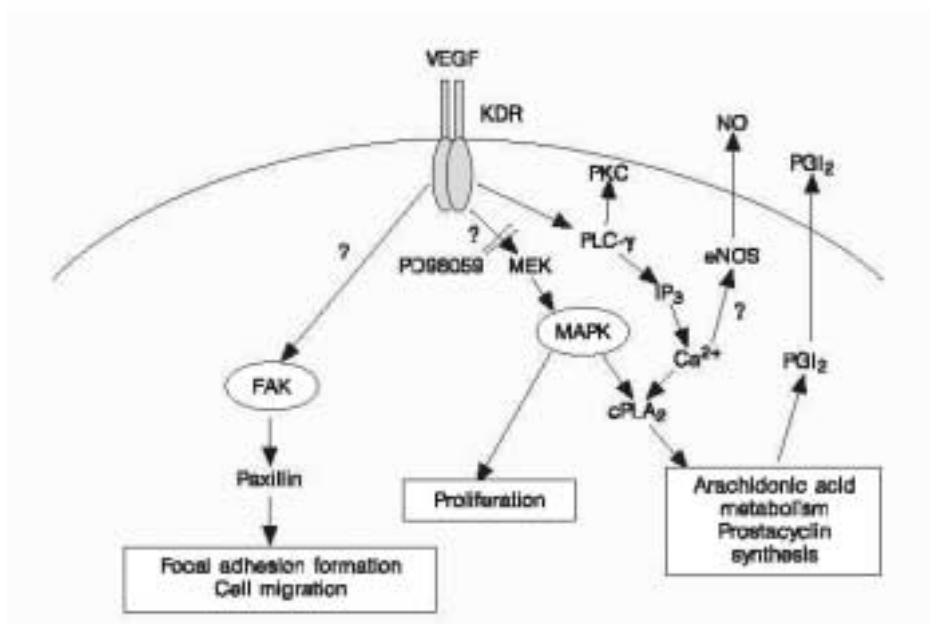 VEGF
KDR
NO
PGI2
PKC
?
?
PLC-γ
eNOS
PD98059
MEK
IP3
?
MAPK
Ca2+
PGI2
FAK
cPLA2
Paxillin
Proliferation
Arachidonic acid
metabolism
Prostacyclin
synthesis
Focal adhesion formation
Cell migration